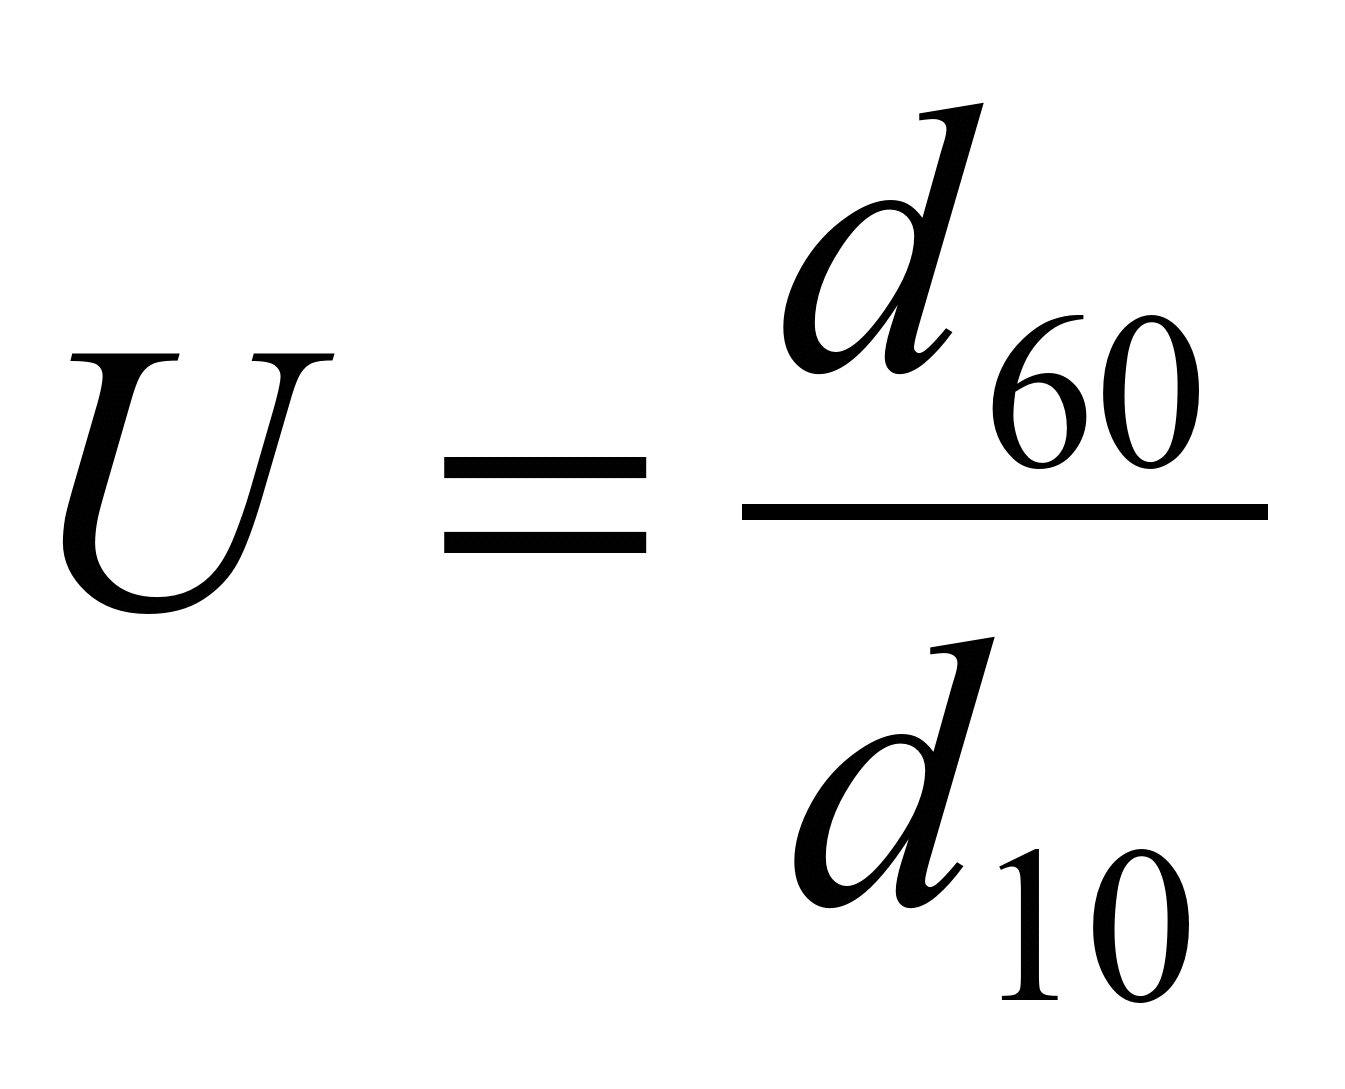 U = d60 / d10